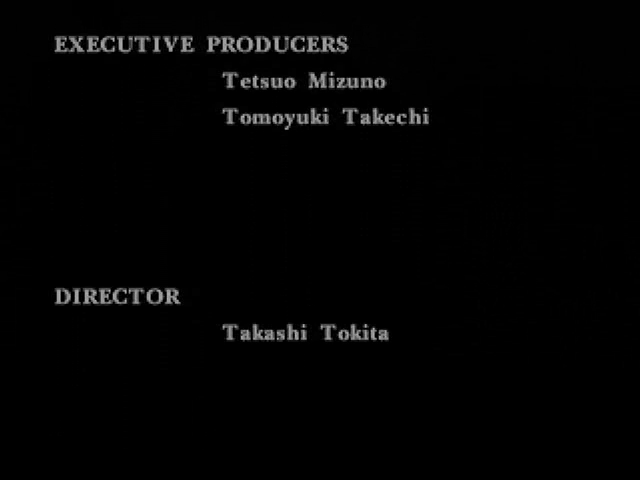 EXECUTIVE PRODUCERS
Tetsuo Mizuno
Tomoyuki Takechi
DIRECTOR
Takashi Tokita